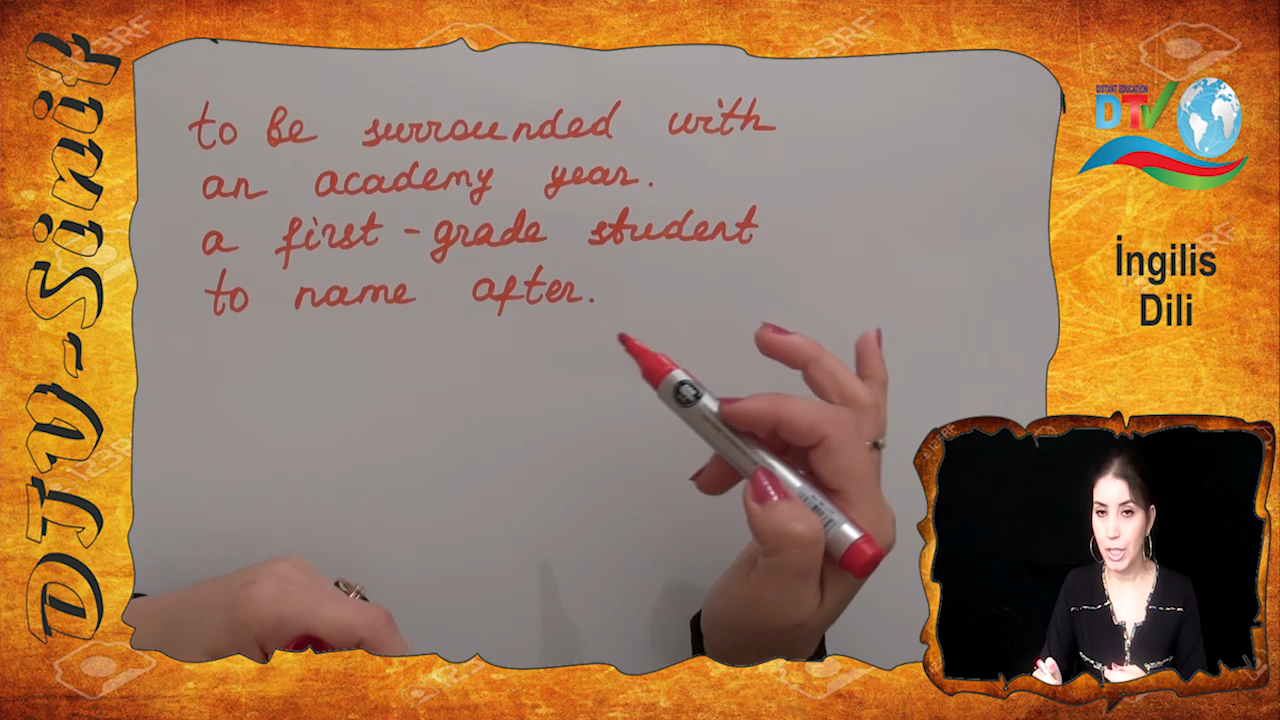 to be surrounded with
an academy year.
a first-grade student
to name after.
DTV-Sinif
DISTANT EDUCATION
DTV
İngilis
Dili
123RF